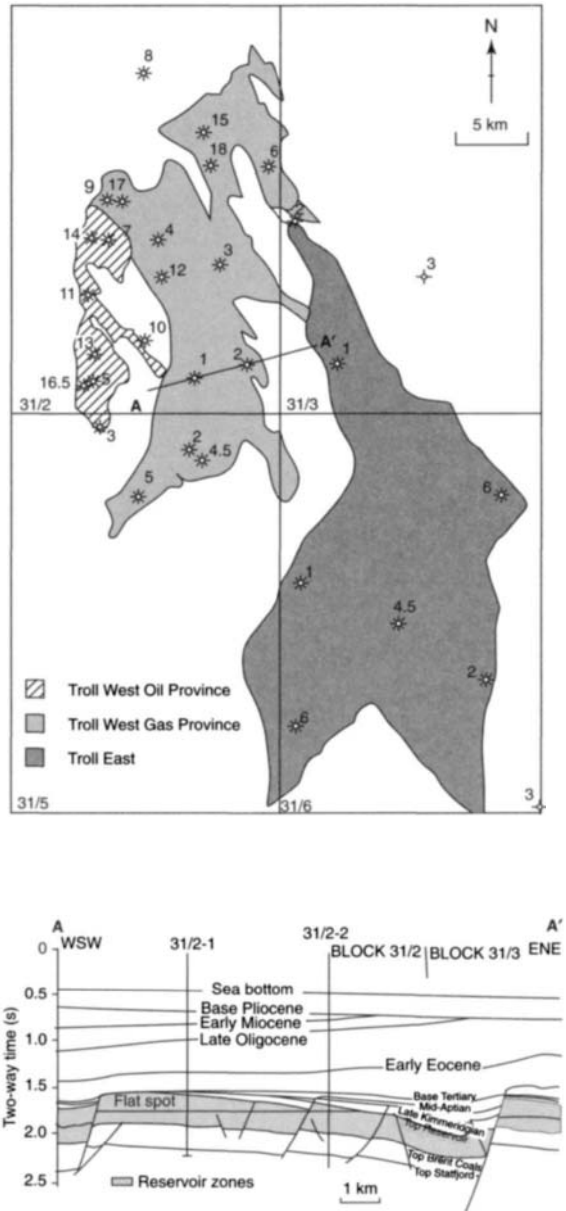 8
N
5 km
15
18
6
9 17
14 7 4
3
3
12
11
10
13
1
2
A'
1
16.5 5
A
31/2
31/3
3
2
4.5
5
6
1
4.5
2
6
Troll West Oil Province
Troll West Gas Province
Troll East
31/5
31/6
3
A
A'
0
WSW
31/2-1
31/2-2
BLOCK 31/2
BLOCK 31/3
ENE
Sea bottom
0.5
Base Pliocene
Early Miocene
1.0
Late Oligocene
Early Eocene
1.5
Base Tertiary
Mid-Aptian
Flat spot
Late Kimmeridgian
Top Reservoir
2.0
Top Brent Coals
Top Statfjord
2.5
Reservoir zones
1 km
Two-way time (s)